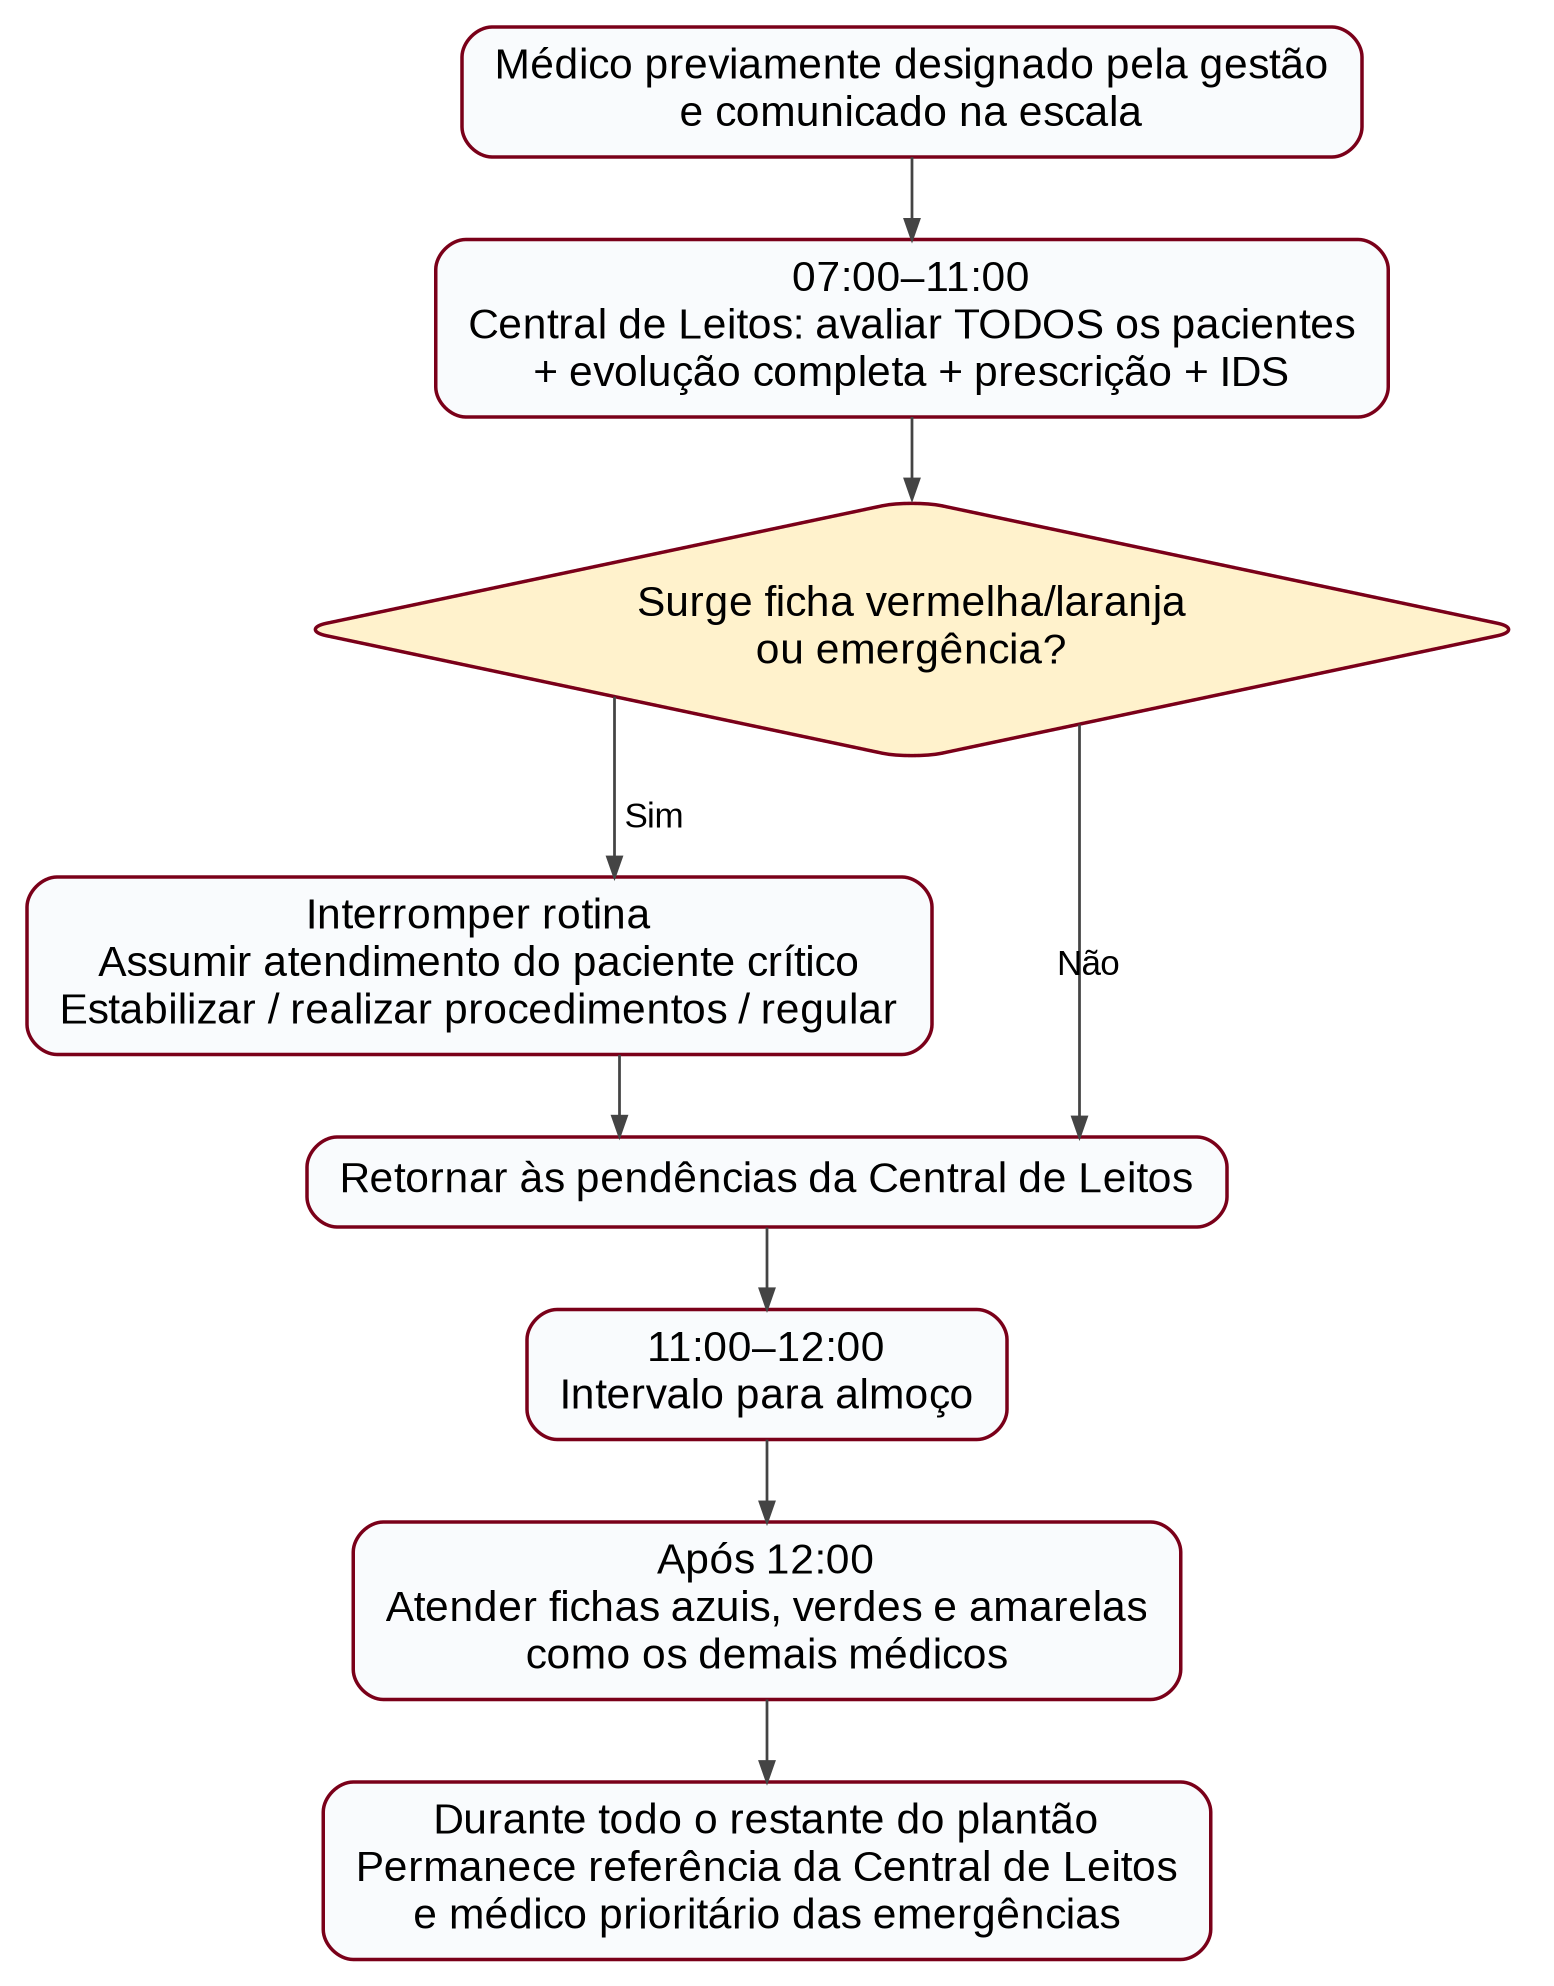 Médico previamente designado pela gestão
e comunicado na escala
07:00–11:00
Central de Leitos: avaliar TODOS os pacientes
+ evolução completa + prescrição + IDS
Surge ficha vermelha/laranja
ou emergência?
Sim
Interromper rotina
Assumir atendimento do paciente crítico
Estabilizar / realizar procedimentos / regular
Não
Retornar às pendências da Central de Leitos
11:00–12:00
Intervalo para almoço
Após 12:00
Atender fichas azuis, verdes e amarelas
como os demais médicos
Durante todo o restante do plantão
Permanece referência da Central de Leitos
e médico prioritário das emergências